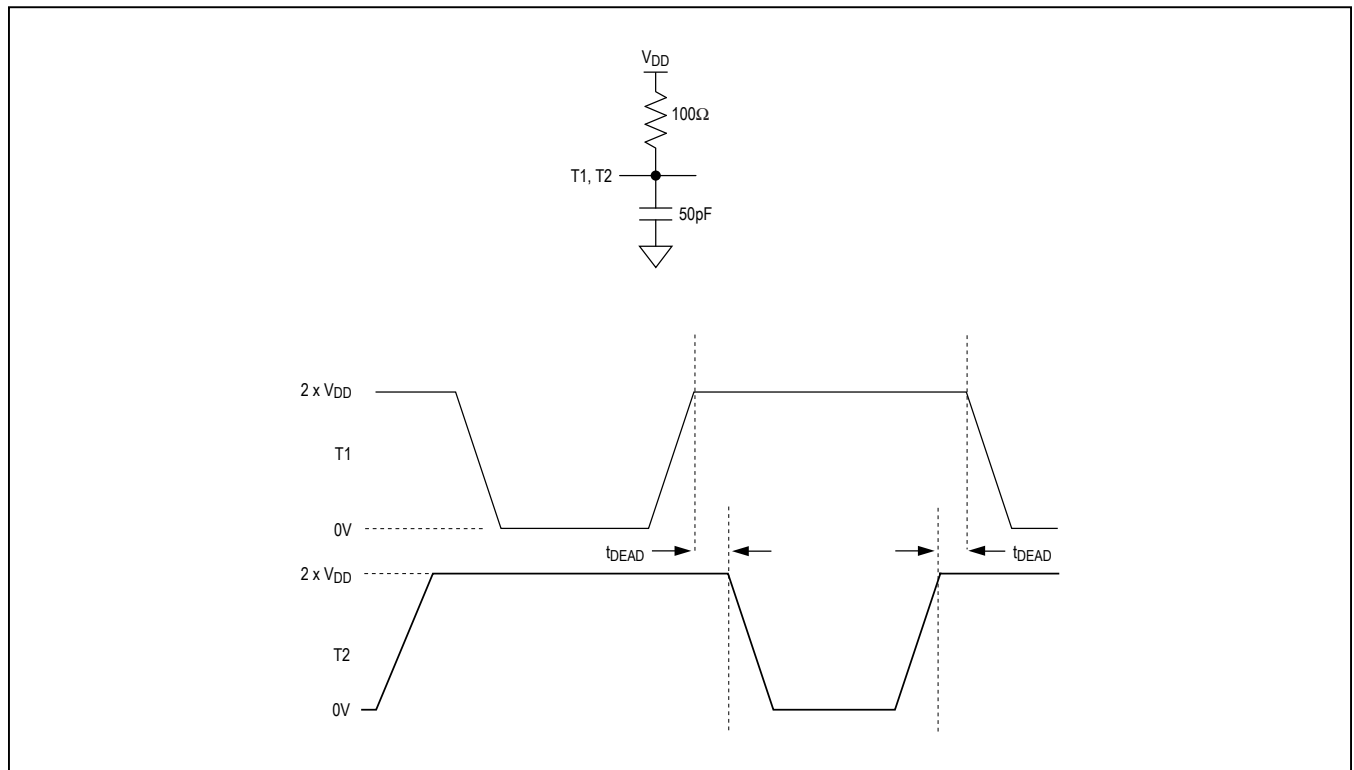 VDD
100Ω
T1, T2
50pF
2 x VDD
T1
0V
tDEAD
tDEAD
2 x VDD
T2
0V